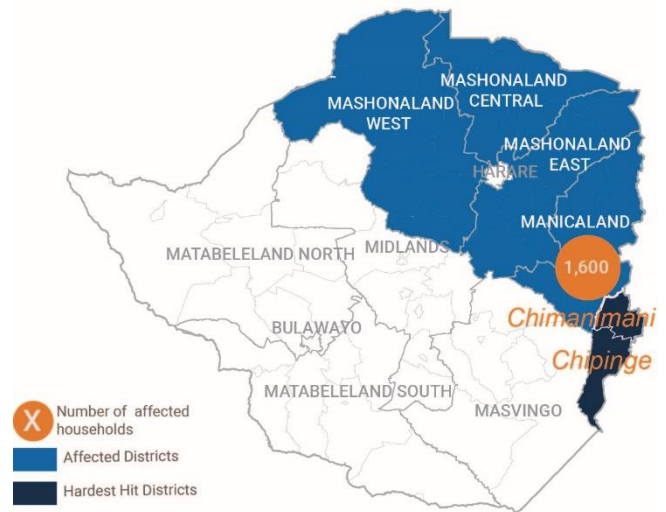 MASHONALAND
CENTRAL
MASHONALAND
WEST
MASHONALAND
EAST
HARARE
MANICALAND
MIDLANDS
MATABELELAND NORTH
1,600
Chimanimani
BULAWAYO
Chipinge
MATABELELAND SOUTH
MASVINGO
X Number of affected
households
Affected Districts
Hardest Hit Districts